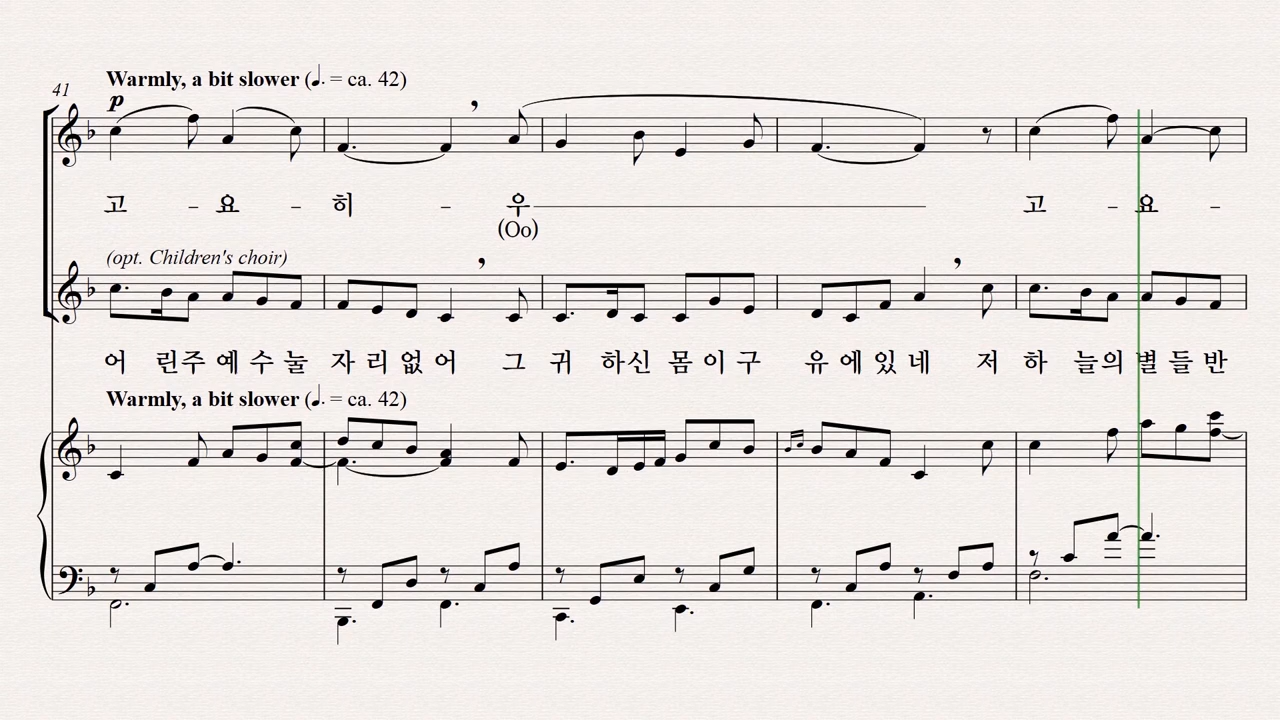 Warmly, a bit slower (♩. = ca. 42)
41
p
고 - 요 - 히 - 우 고 - 요 -
(Oo)
(opt. Children's choir)
어 린주 예 수 눌 자 리 없 어 그 귀 하신 몸 이 구 유 에 있 네 저 하 늘의 별 들 반
Warmly, a bit slower (♩. = ca. 42)